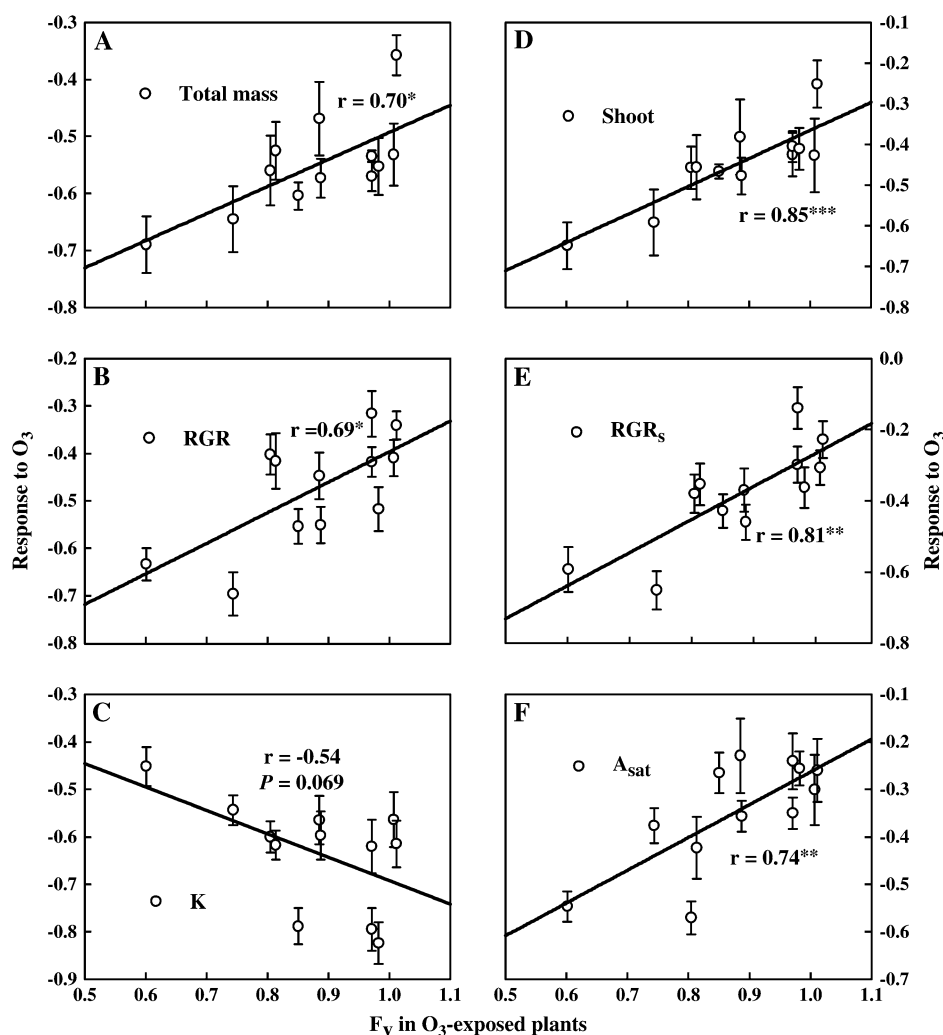 A
Total mass
r = 0.70*
-0.3
-0.4
-0.5
-0.6
-0.7
-0.8
D
Shoot
r = 0.85***
-0.1
-0.2
-0.3
-0.4
-0.5
-0.6
-0.7
-0.8
B
RGR
r =0.69*
-0.2
-0.3
-0.4
-0.5
-0.6
-0.7
-0.8
Response to O3
E
RGRs
r = 0.81**
0.0
-0.2
-0.4
-0.6
-0.8
Response to O3
C
r = -0.54
P = 0.069
K
-0.3
-0.4
-0.5
-0.6
-0.7
-0.8
-0.9
0.5 0.6 0.7 0.8 0.9 1.0 1.1
F
Asat
r = 0.74**
-0.1
-0.2
-0.3
-0.4
-0.5
-0.6
-0.7
0.5 0.6 0.7 0.8 0.9 1.0 1.1
Fv in O3-exposed plants